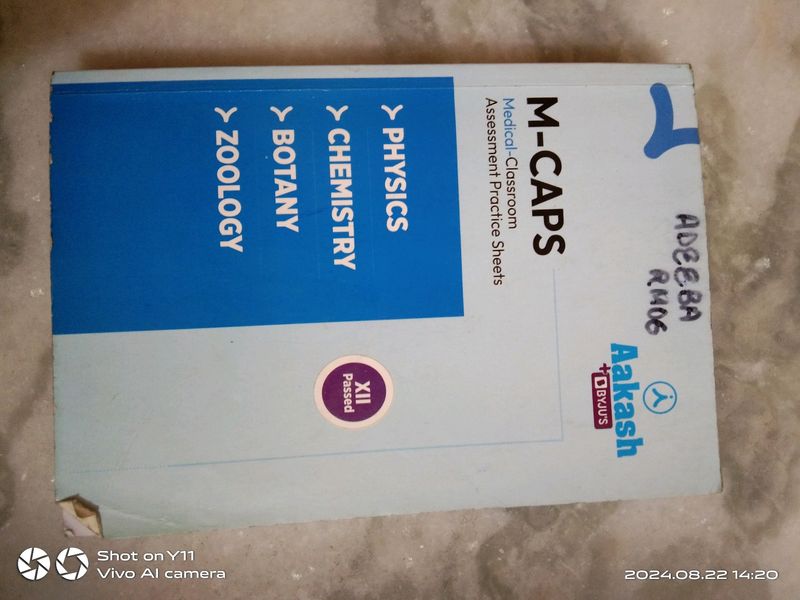 ADEEBA
RM06
Aakash
+ BYJU'S
M-CAPS
Medical-Classroom
Assessment Practice Sheets
PHYSICS
CHEMISTRY
BOTANY
ZOOLOGY
XII
Passed
Shot on Y11
Vivo AI camera
2024.08.22 14:20